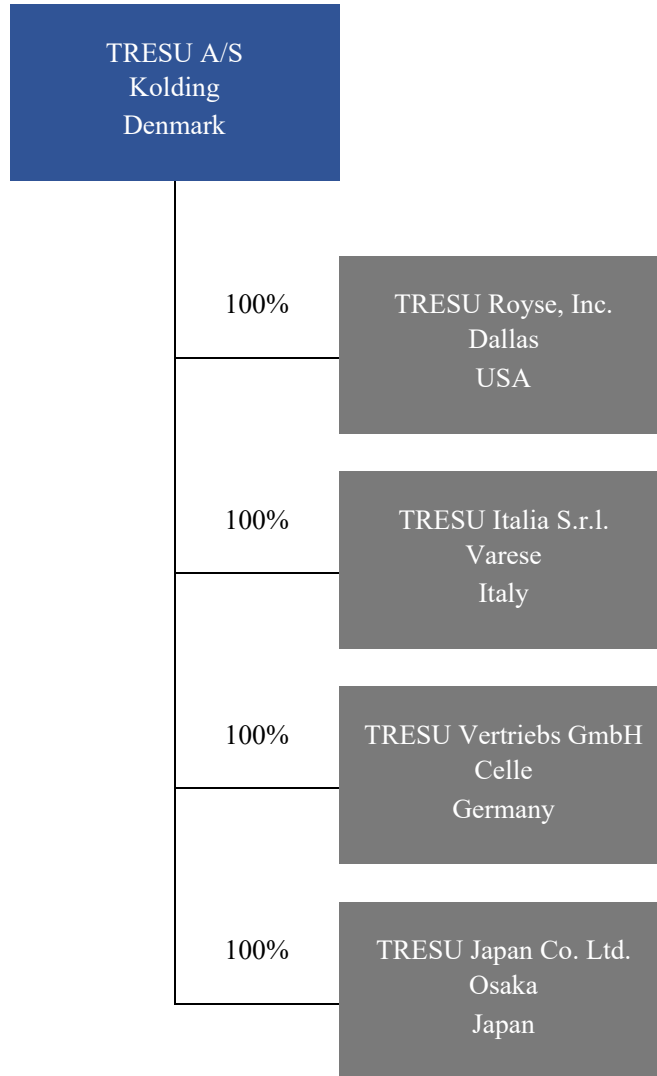 TRESU A/S
Kolding
Denmark
100%
TRESU Royse, Inc.
Dallas
USA
100%
TRESU Italia S.r.l.
Varese
Italy
100%
TRESU Vertriebs GmbH
Celle
Germany
100%
TRESU Japan Co. Ltd.
Osaka
Japan